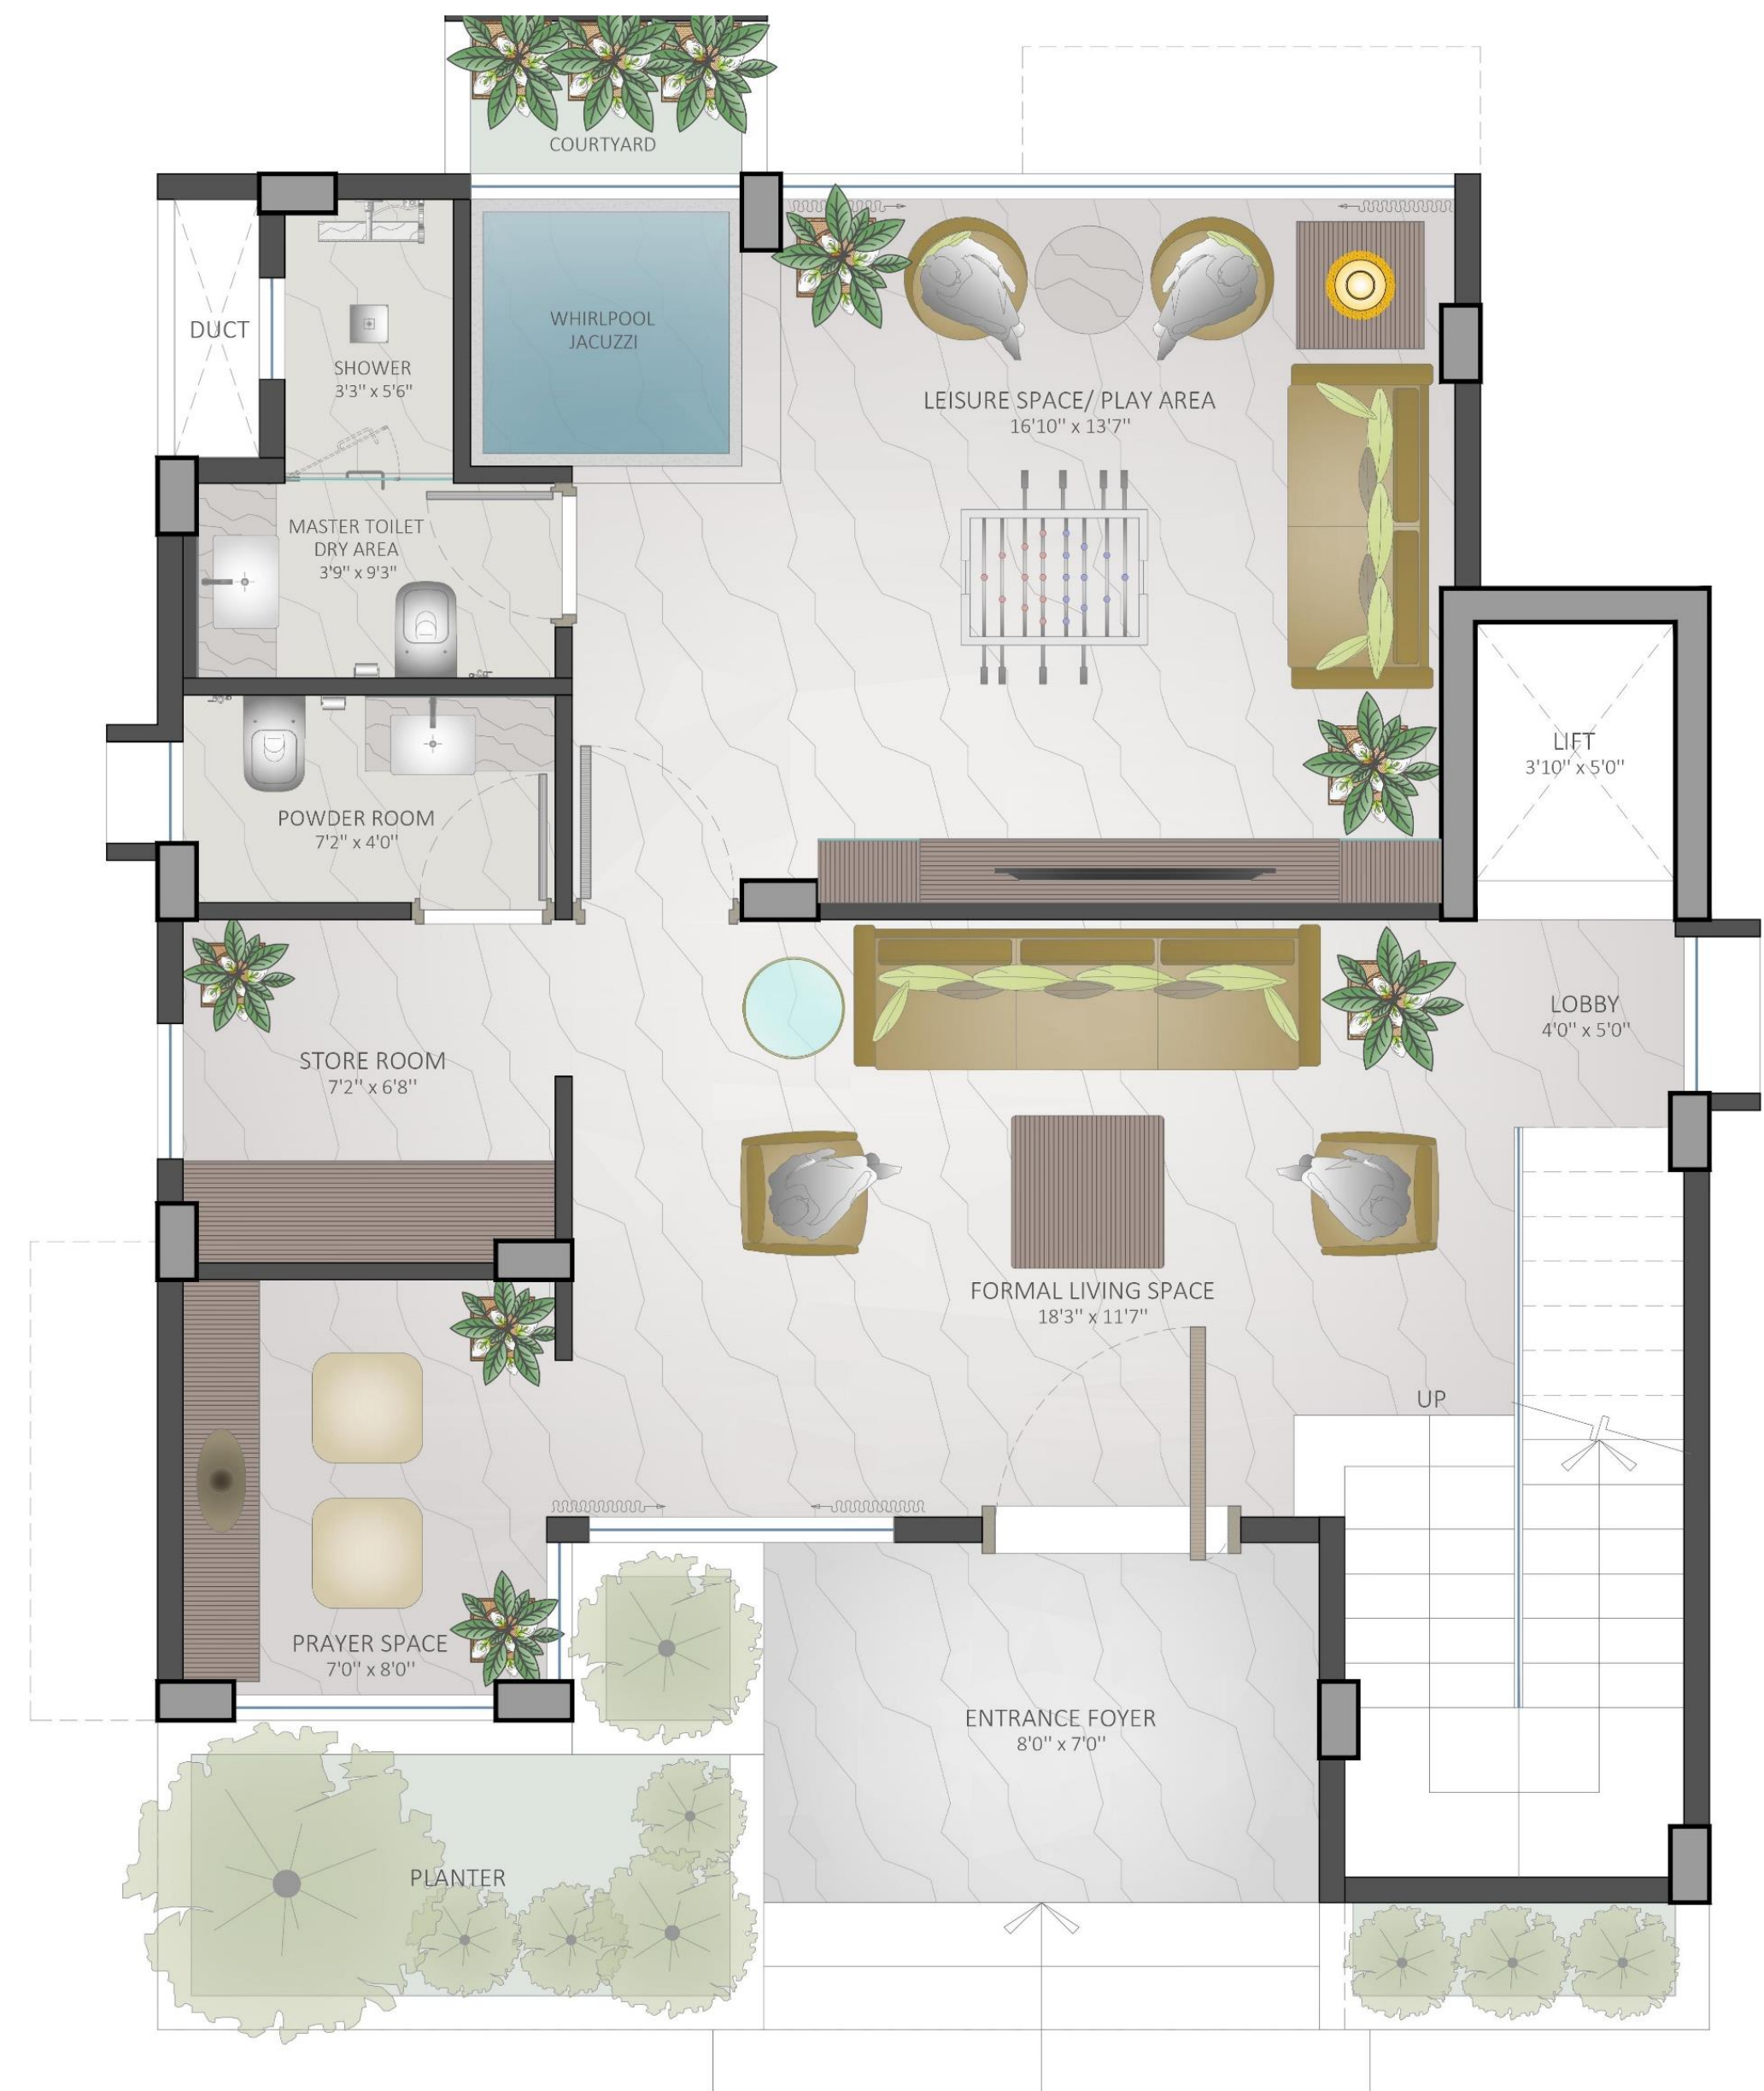 COURTYARD
WHIRLPOOL
JACUZZI
DUCT
SHOWER
3'3'' x 5'6''
LEISURE SPACE/ PLAY AREA
16'10'' x 13'7''
MASTER TOILET
DRY AREA
3'9'' x 9'3''
LIFT
3'10'' x 5'0''
POWDER ROOM
7'2'' x 4'0''
LOBBY
4'0'' x 5'0''
STORE ROOM
7'2'' x 6'8''
FORMAL LIVING SPACE
18'3'' x 11'7''
UP
PRAYER SPACE
7'0'' x 8'0''
ENTRANCE FOYER
8'0'' x 7'0''
PLANTER